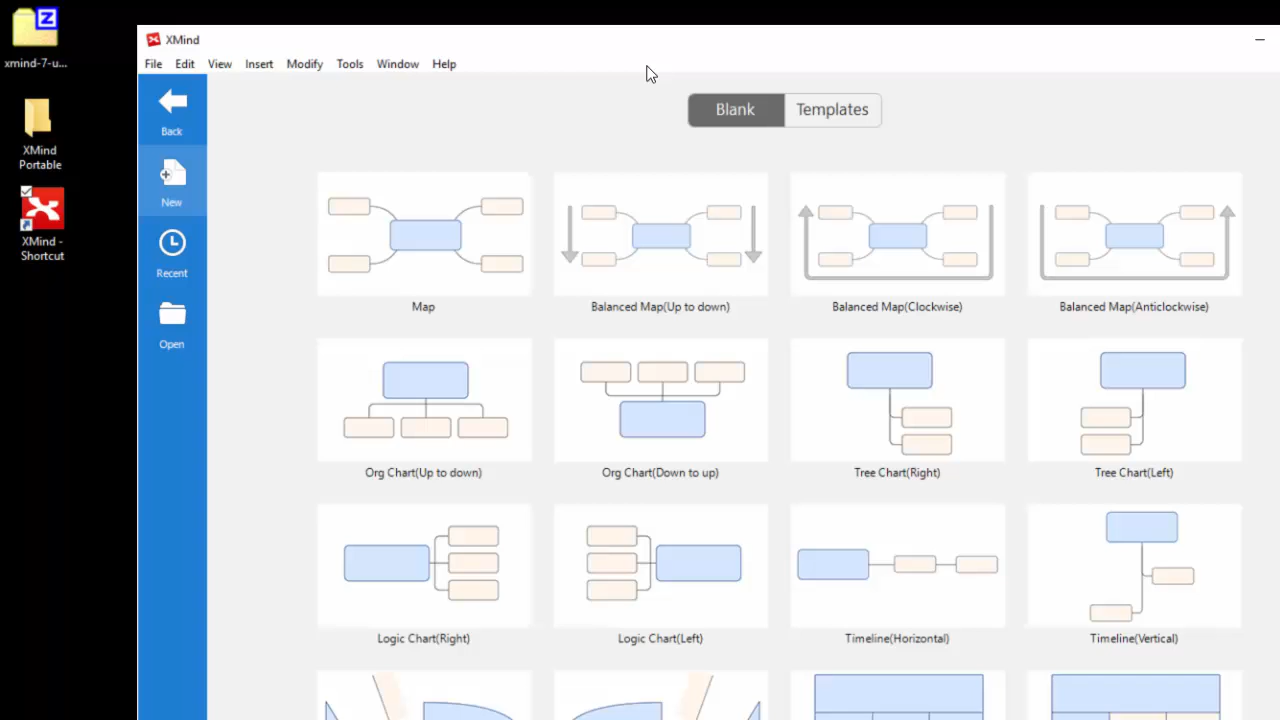 Z
xmind-7-u...
XMind
Portable
XMind -
Shortcut
XMind
File Edit View Insert Modify Tools Window Help
Back
New
Recent
Open
Blank Templates
Map Balanced Map(Up to down) Balanced Map(Clockwise) Balanced Map(Anticlockwise)
Org Chart(Up to down) Org Chart(Down to up) Tree Chart(Right) Tree Chart(Left)
Logic Chart(Right) Logic Chart(Left) Timeline(Horizontal) Timeline(Vertical)